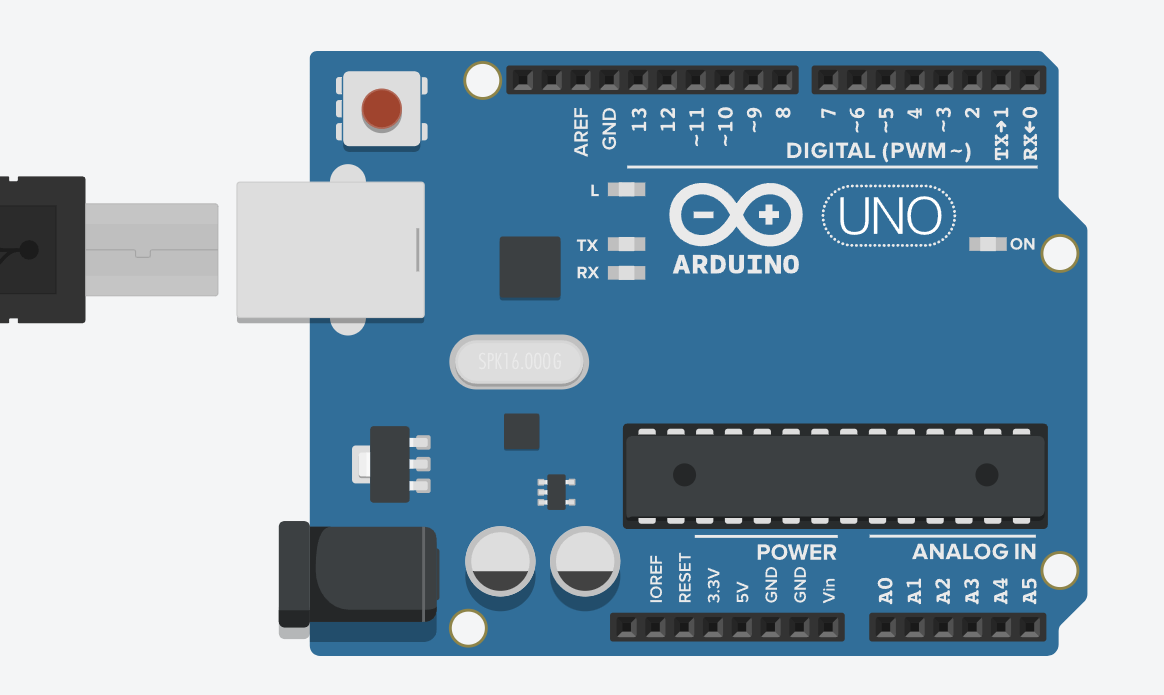 AREF
GND
13
12
~11
~10
~9
8
7
~6
~5
4
~3
2
TX→1
RX←0
DIGITAL (PWM~)
L
TX
RX
ARDUINO
UNO
ON
SPK16.000G
POWER
ANALOG IN
IOREF
RESET
3.3V
5V
GND
GND
Vin
A0
A1
A2
A3
A4
A5